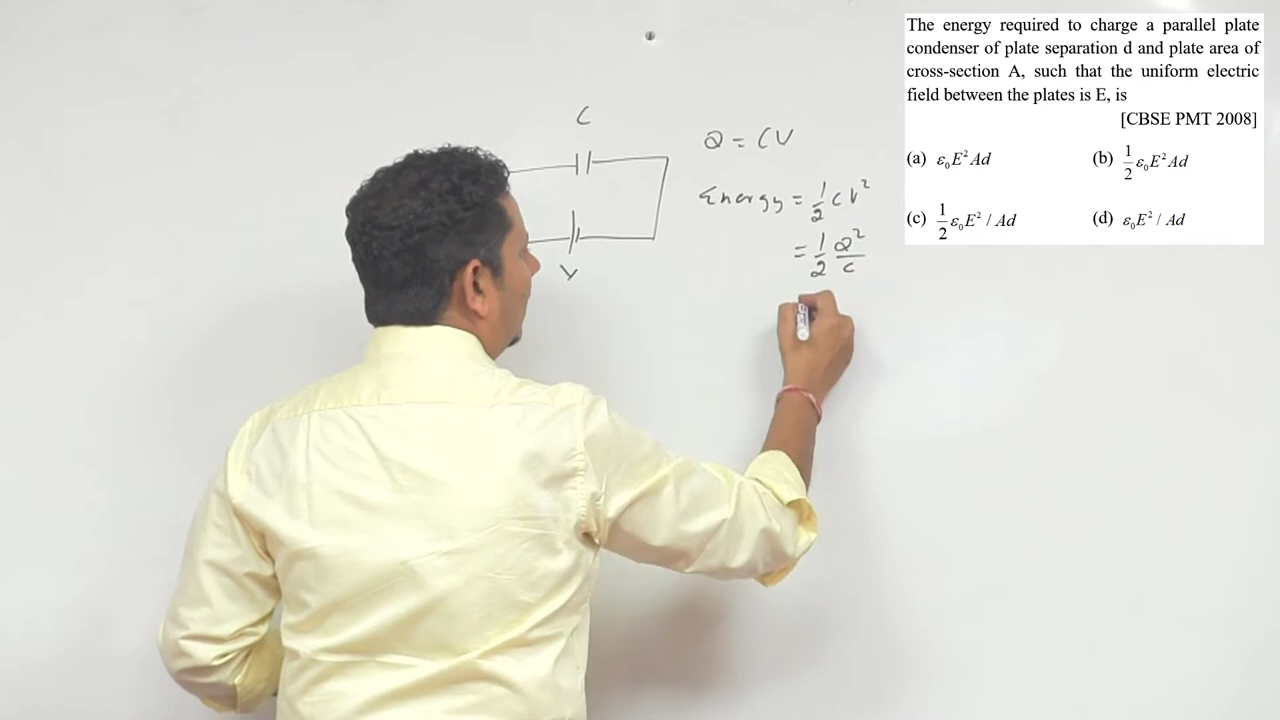 The energy required to charge a parallel plate
condenser of plate separation d and plate area of
cross-section A, such that the uniform electric
field between the plates is E, is
[CBSE PMT 2008]
(a) ε₀E²Ad
(b) 1/2 ε₀E²Ad
(c) 1/2 ε₀E² / Ad
(d) ε₀E² / Ad
C
V
Q = CV
Energy = 1/2 CV²
= 1/2 Q²/C